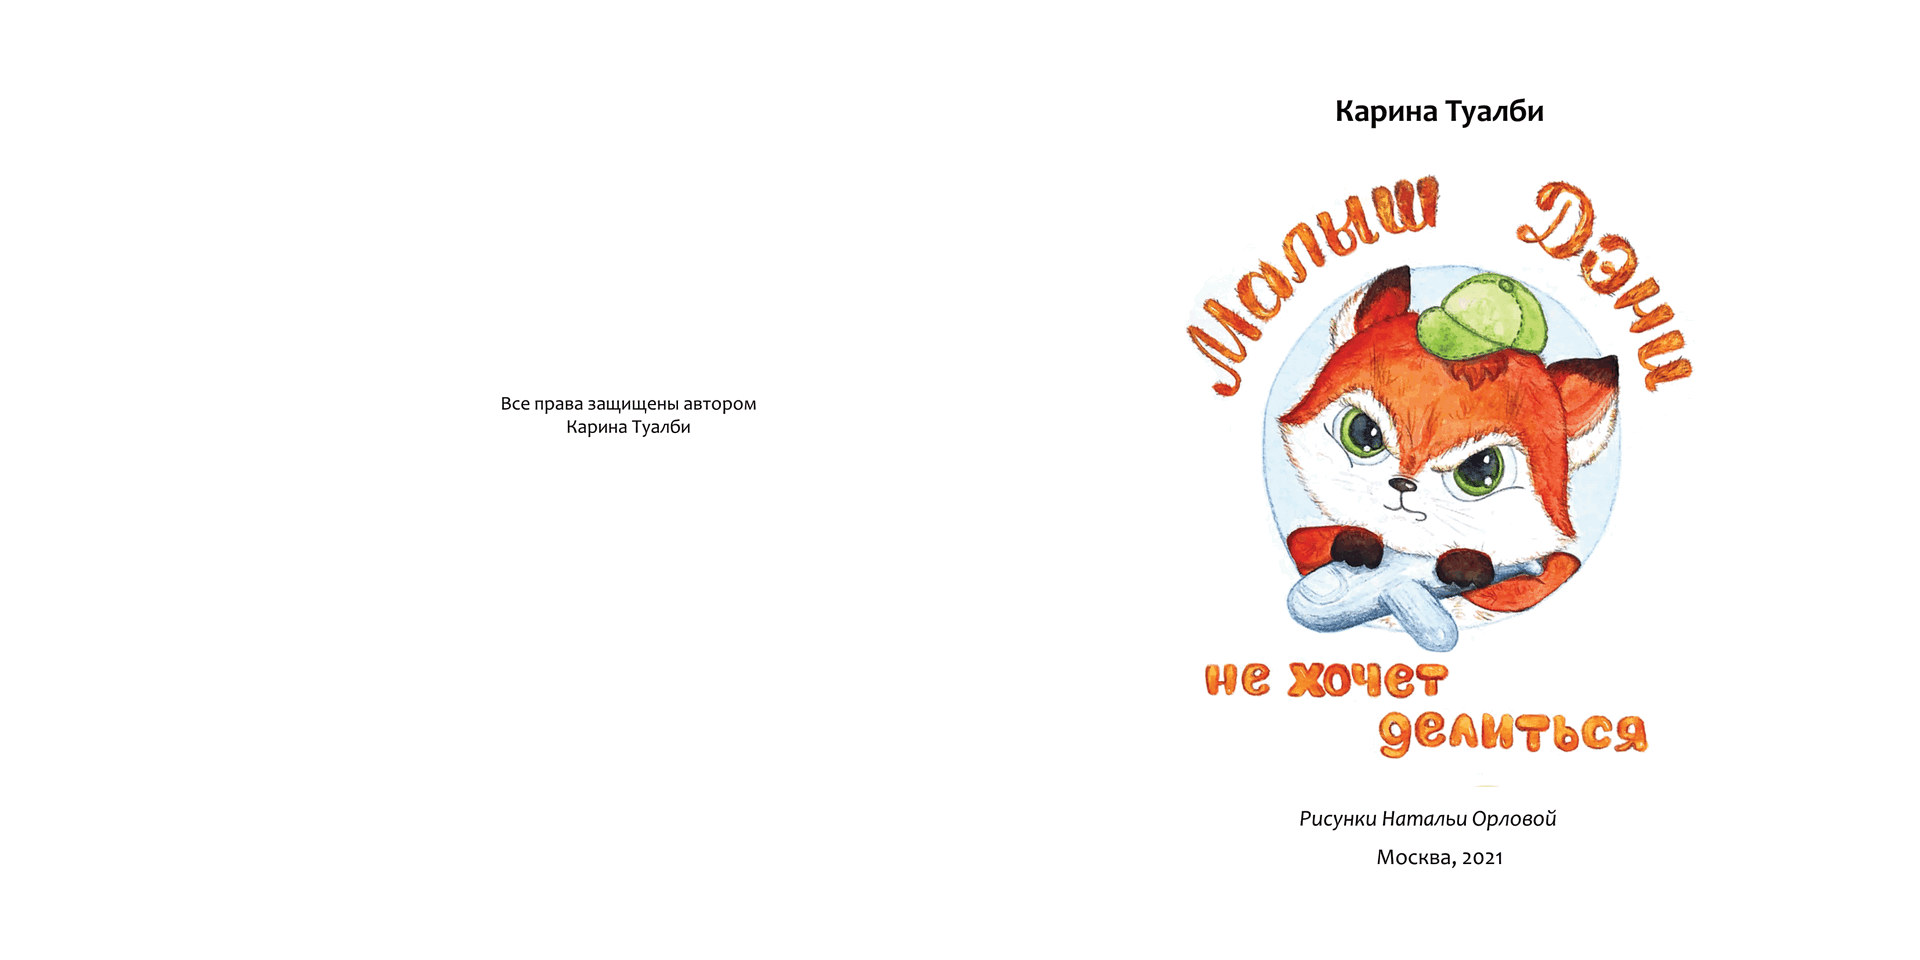 Все права защищены автором
Карина Туалби
Карина Туалби
Малыш Дэни
не хочет
делиться
Рисунки Натальи Орловой
Москва, 2021